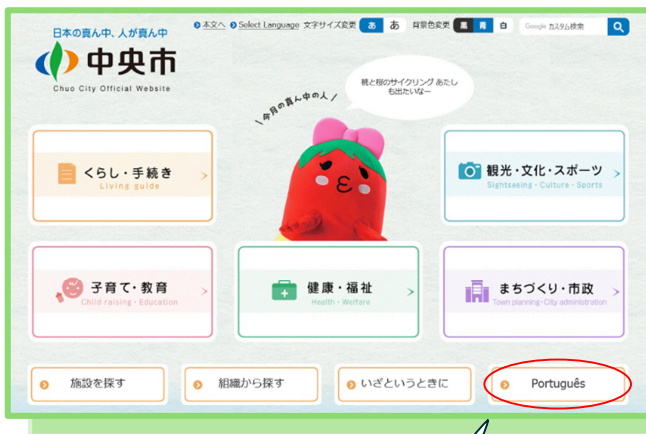 日本の真ん中、人が真ん中
中央市
Chuo City Official Website
本文へ Select Language 文字サイズ変更 あ あ 背景色変更 黒 青 白 Google カスタム検索
\ 今月の真ん中の人 /
桃と桜のサイクリング あたし
も出たいなー
くらし・手続き
Living guide
観光・文化・スポーツ
Sightseeing・Culture・Sports
子育て・教育
Child raising・Education
健康・福祉
Health・Welfare
まちづくり・市政
Town planning・City administration
施設を探す
組織から探す
いざというときに
Português